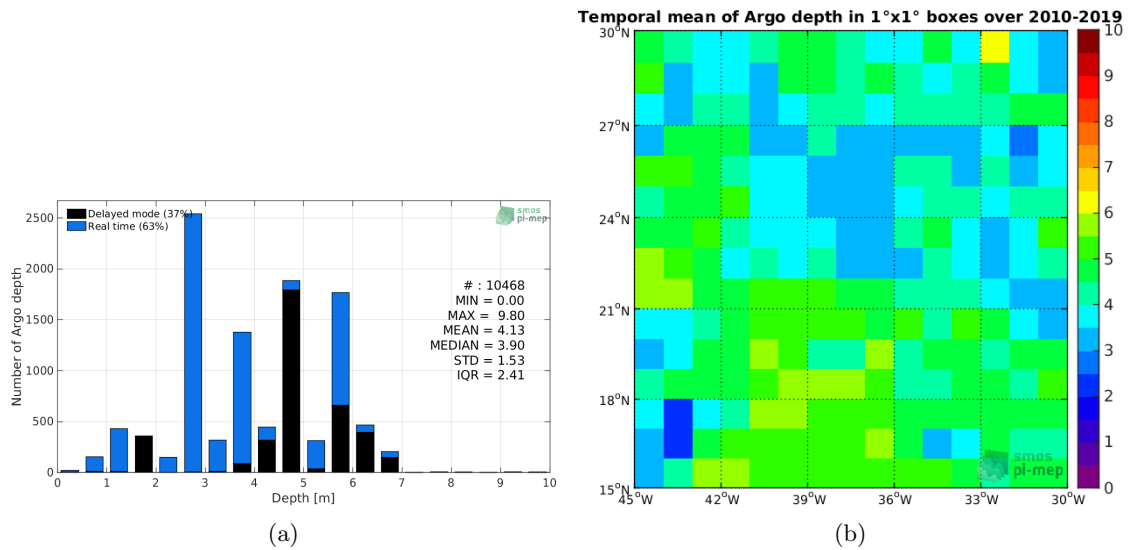 Temporal mean of Argo depth in 1°x1° boxes over 2010-2019
Delayed mode (37%)
Real time (63%)
smos
pi-mep
# : 10468
MIN = 0.00
MAX = 9.80
MEAN = 4.13
MEDIAN = 3.90
STD = 1.53
IQR = 2.41
Number of Argo depth
2500
2000
1500
1000
500
0
0 1 2 3 4 5 6 7 8 9 10
Depth [m]
(a)
30°N
27°N
24°N
21°N
18°N
15°N
45°W 42°W 39°W 36°W 33°W 30°W
smos
pi-mep
10
9
8
7
6
5
4
3
2
1
0
(b)